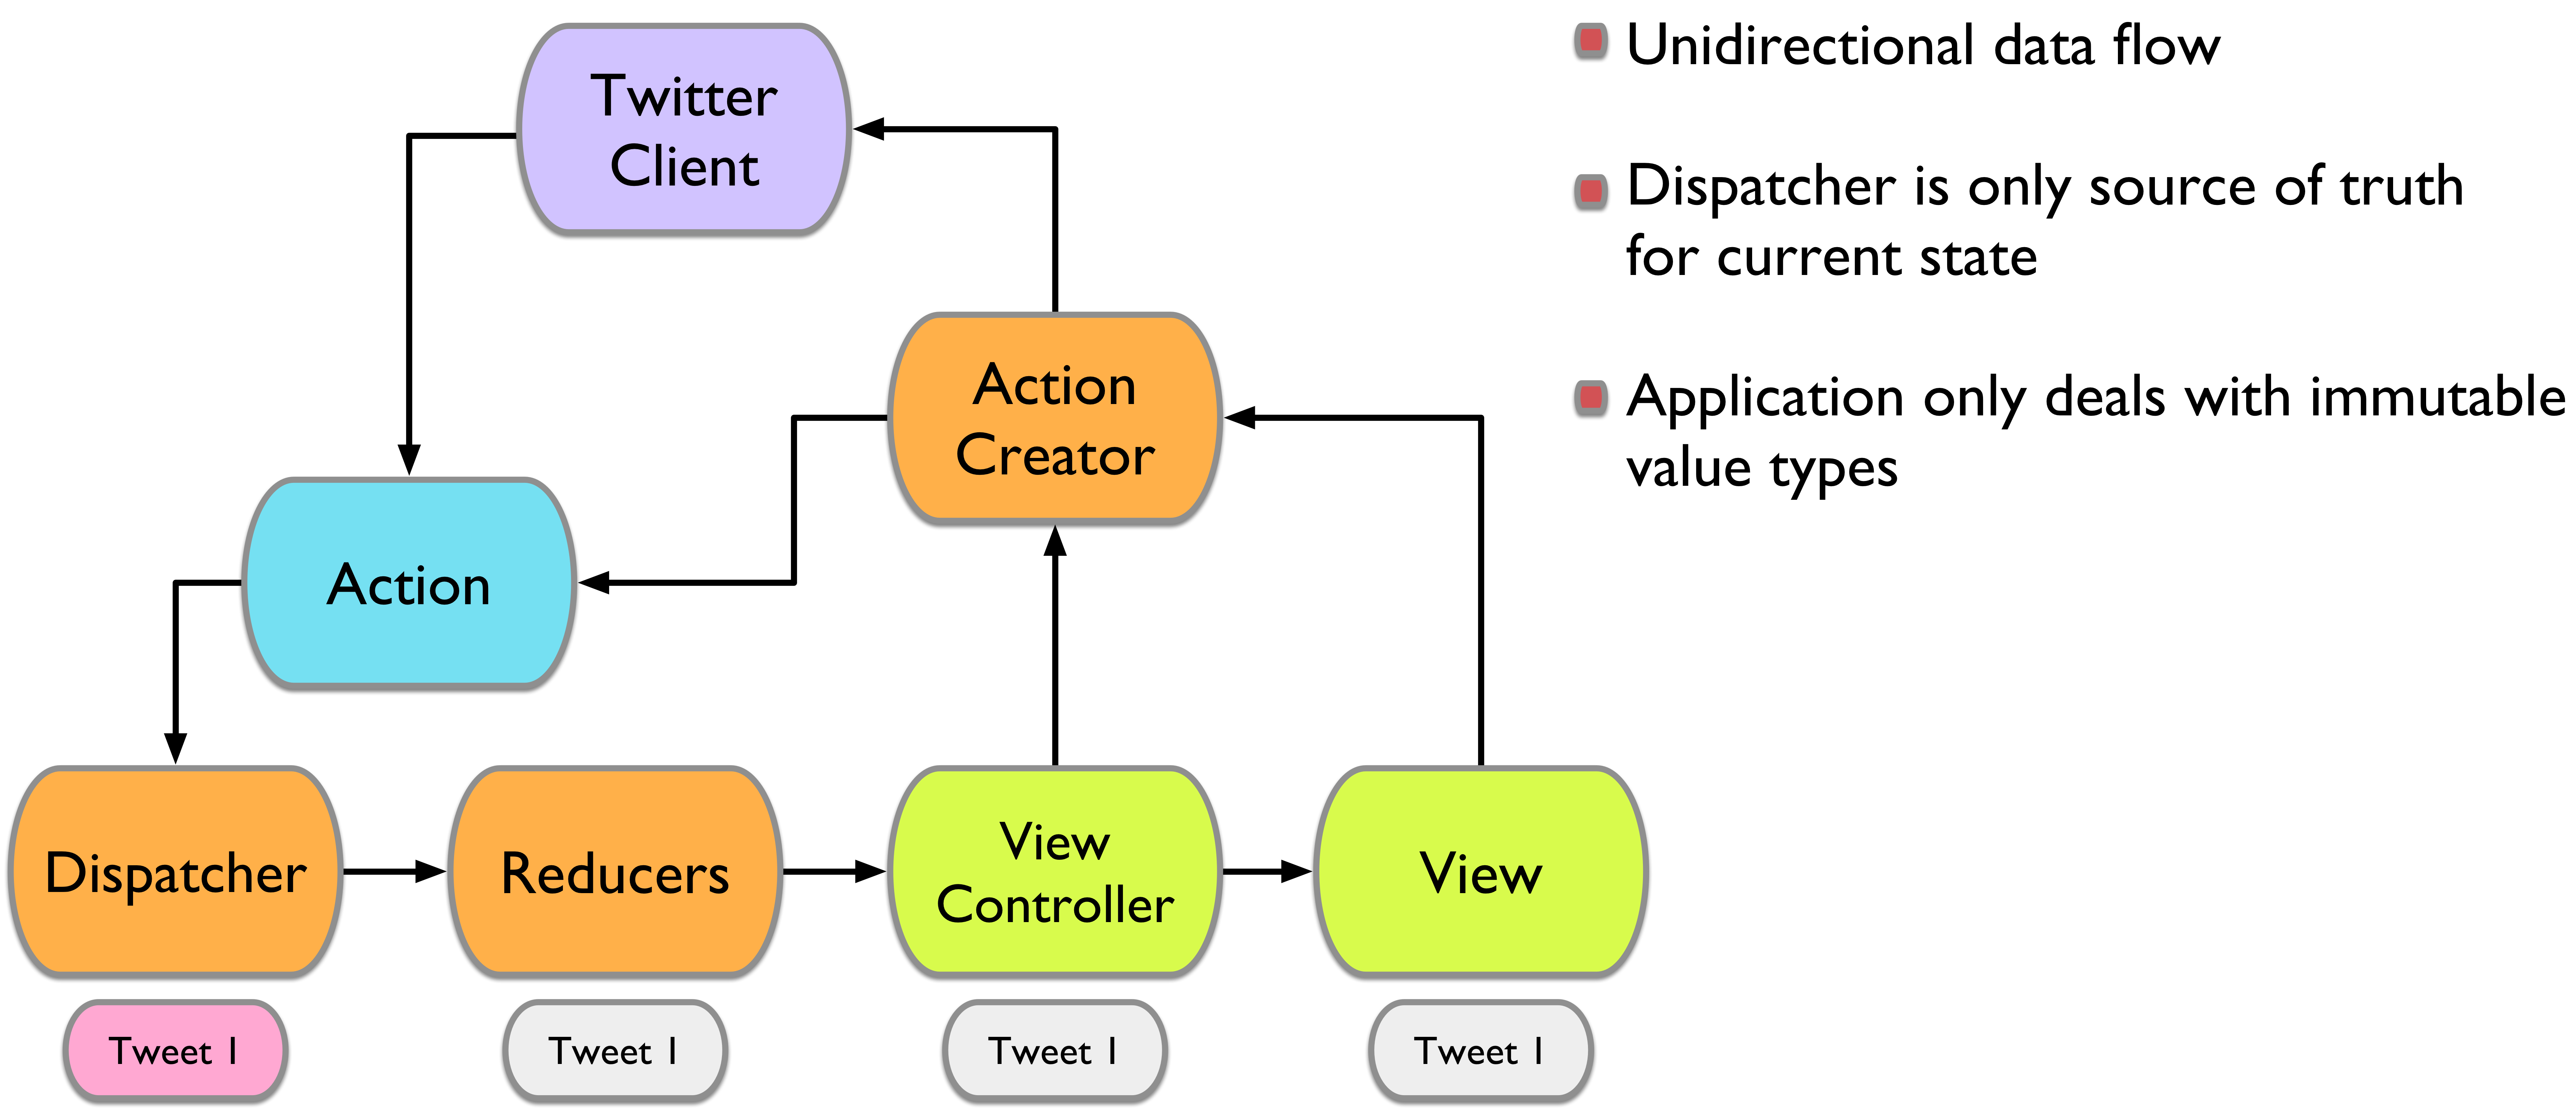 Twitter
Client
Action
Creator
Action
Dispatcher
Reducers
View
Controller
View
Tweet 1
Tweet 1
Tweet 1
Tweet 1
Unidirectional data flow
Dispatcher is only source of truth
for current state
Application only deals with immutable
value types